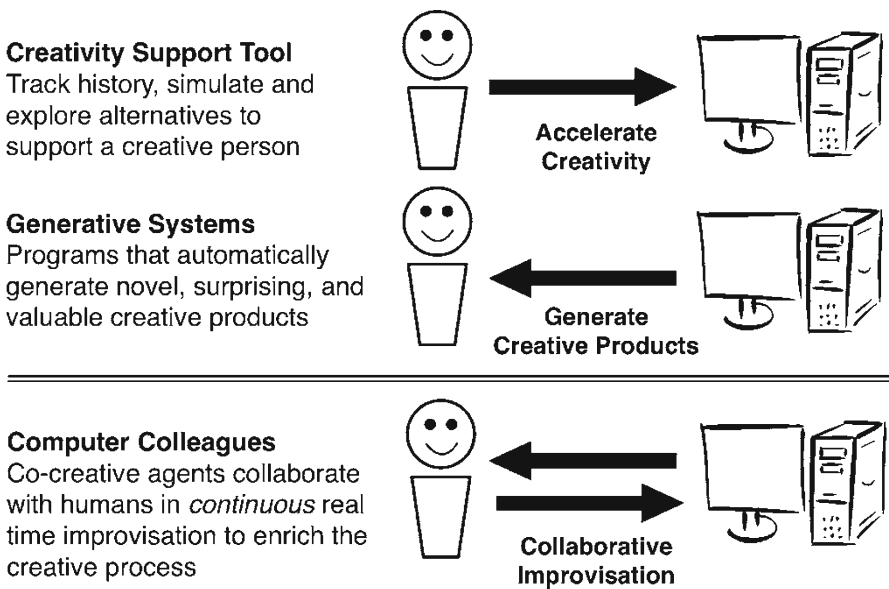 Creativity Support Tool
Track history, simulate and
explore alternatives to
support a creative person
Accelerate
Creativity
Generative Systems
Programs that automatically
generate novel, surprising, and
valuable creative products
Generate
Creative Products
Computer Colleagues
Co-creative agents collaborate
with humans in continuous real
time improvisation to enrich the
creative process
Collaborative
Improvisation